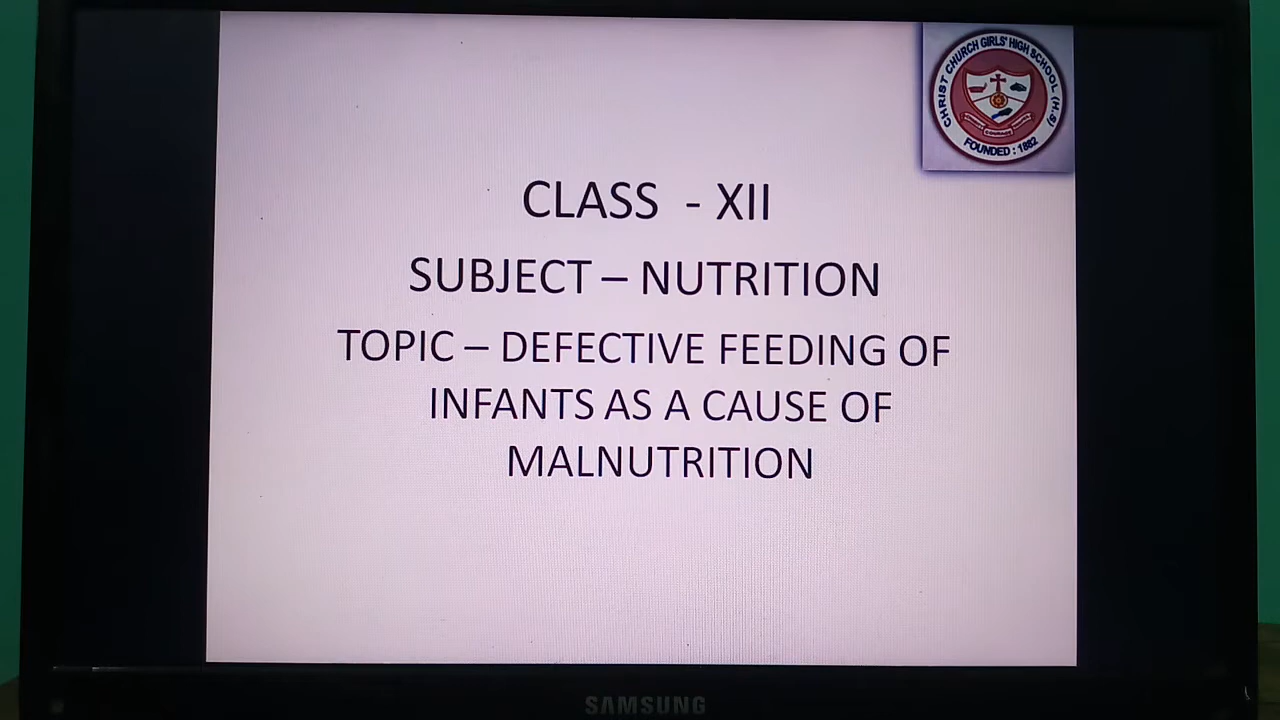 CHRIST CHURCH GIRLS' HIGH SCHOOL (H.S)
FOUNDED : 1882
CLASS - XII
SUBJECT – NUTRITION
TOPIC – DEFECTIVE FEEDING OF
INFANTS AS A CAUSE OF
MALNUTRITION
SAMSUNG